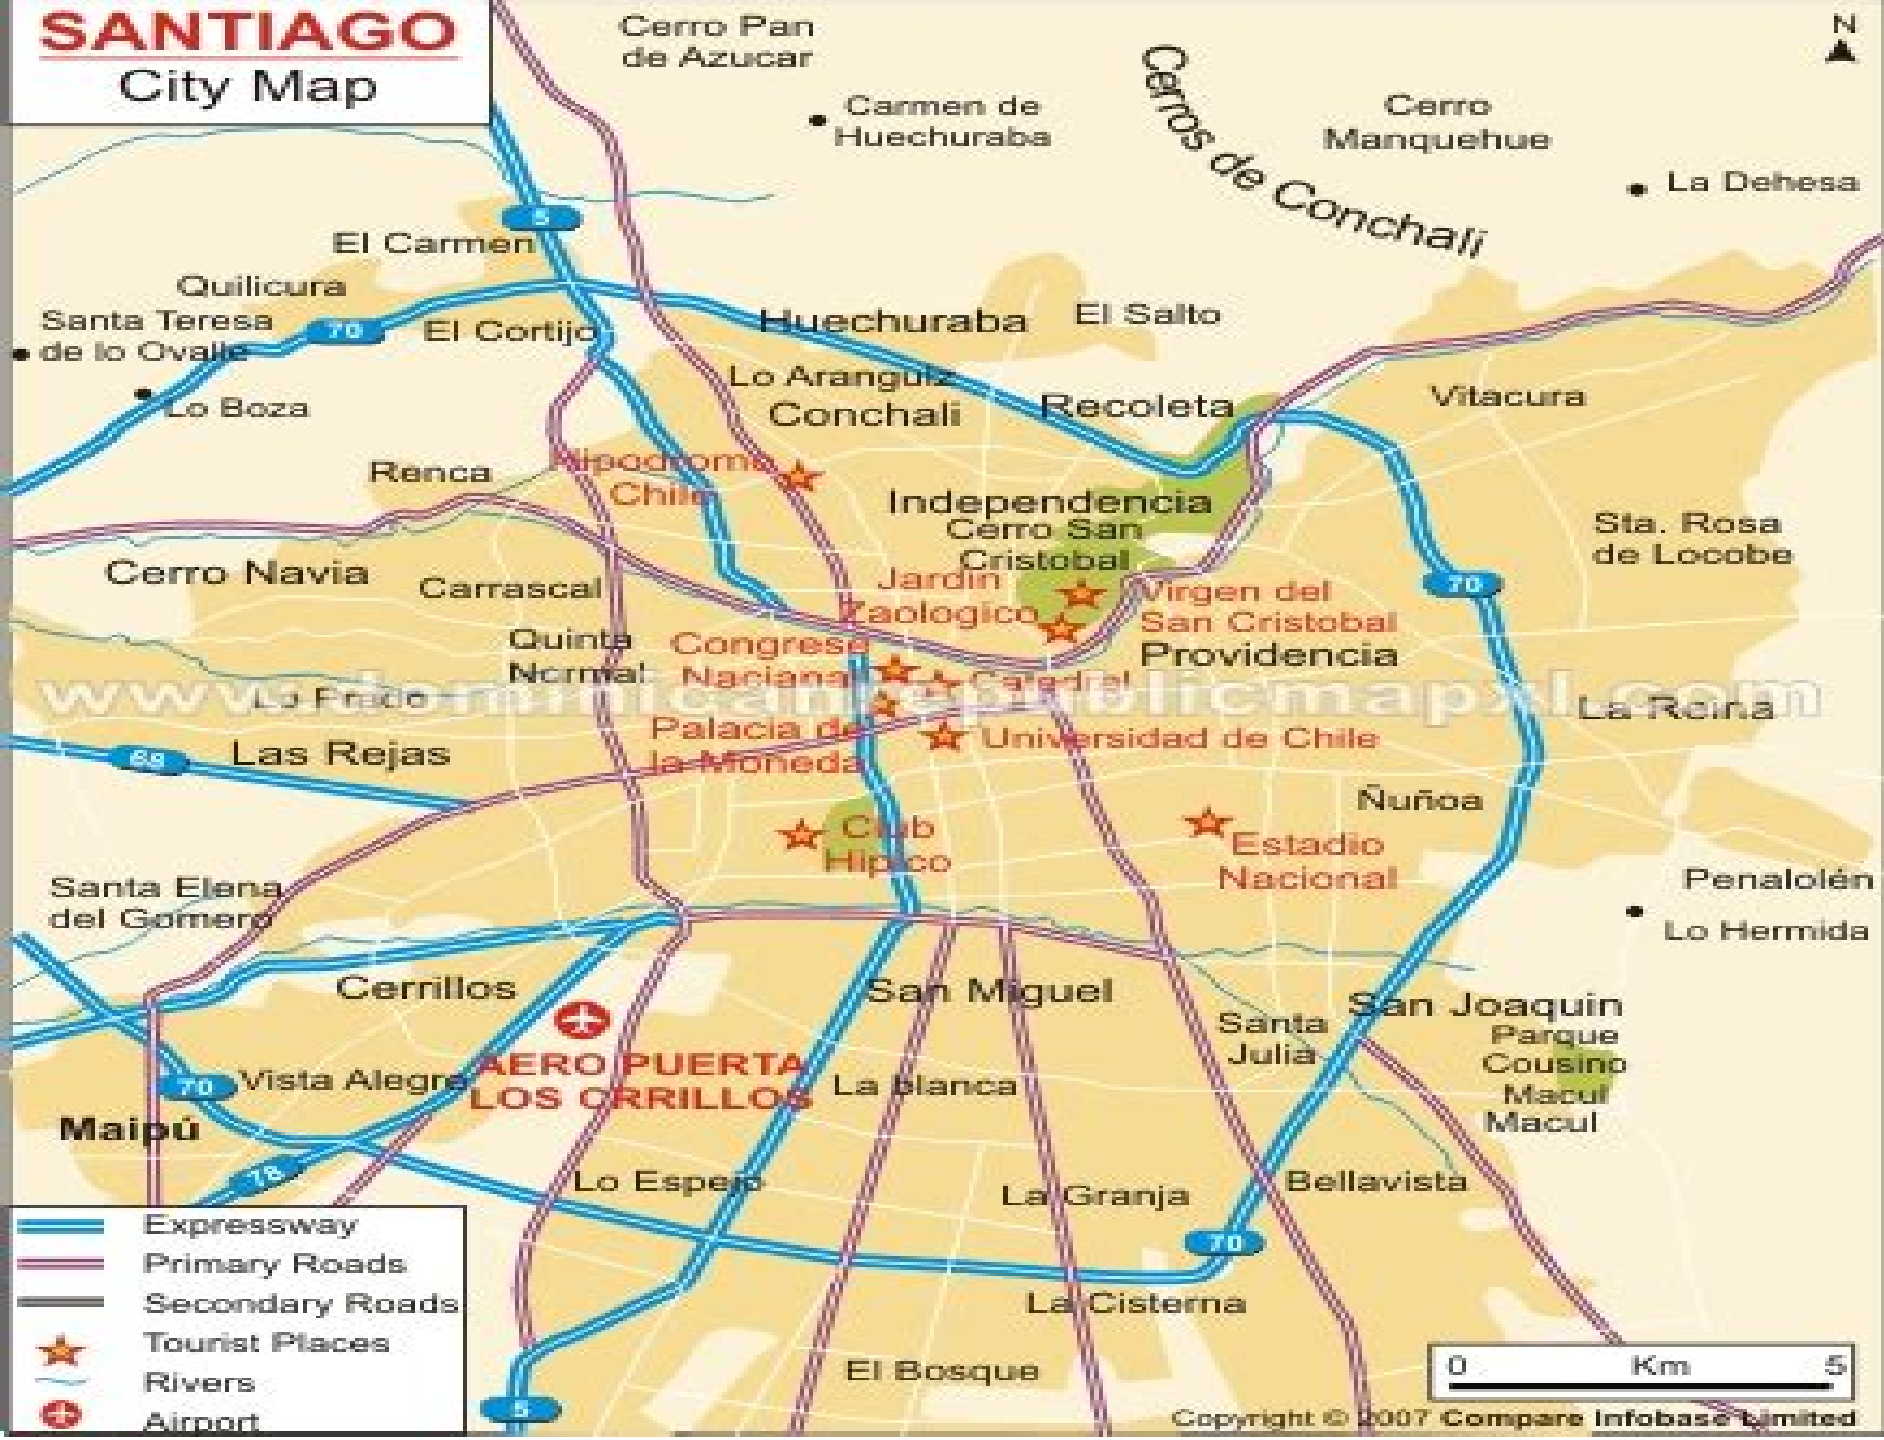 SANTIAGO
City Map
Cerro Pan
de Azucar
N
Carmen de
Huechuraba
Cerros de Conchali
Cerro
Manquehue
La Dehesa
5
El Carmen
Quilicura
Santa Teresa
de lo Ovalle
70
El Cortijo
Huechuraba
El Salto
Lo Boza
Lo Aranguiz
Conchali
Recoleta
Vitacura
Renca
Hipodromo
Chile
Independencia
Cerro San
Cristobal
Sta. Rosa
de Locobe
Cerro Navia
Carrascal
Jardin
Zaologico
Virgen del
San Cristobal
70
Quinta
Normal
Congreso
Naciana
Providencia
Catedral
www.dominicanrepublicmapxl.com
Lo Prado
La Reina
68
Las Rejas
Palacia de
la Moneda
Universidad de Chile
Ñuñoa
Club
Hipico
Estadio
Nacional
Santa Elena
del Gomero
Penalolén
Lo Hermida
Cerrillos
San Miguel
San Joaquin
Santa
Julia
Parque
Cousino
Macul
Macul
AERO PUERTA
LOS CRRILLOS
70
Vista Alegre
La blanca
Maipú
78
Lo Espejo
La Granja
Bellavista
70
La Cisterna
El Bosque
5
Expressway
Primary Roads
Secondary Roads
Tourist Places
Rivers
Airport
0 Km 5
Copyright © 2007 Compare Infobase Limited